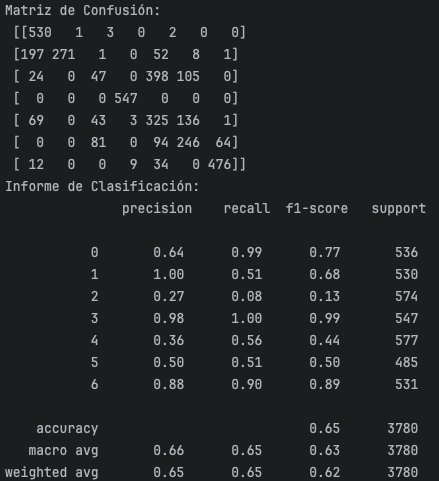 Matriz de Confusión:
[[530 1 3 0 2 0 0]
[197 271 1 0 52 8 1]
[ 24 0 47 0 398 105 0]
[ 0 0 0 547 0 0 0]
[ 69 0 43 3 325 136 1]
[ 0 0 81 0 94 246 64]
[ 12 0 0 9 34 0 476]]
Informe de Clasificación:
precision recall f1-score support
0 0.64 0.99 0.77 536
1 1.00 0.51 0.68 530
2 0.27 0.08 0.13 574
3 0.98 1.00 0.99 547
4 0.36 0.56 0.44 577
5 0.50 0.51 0.50 485
6 0.88 0.90 0.89 531
accuracy 0.65 3780
macro avg 0.66 0.65 0.63 3780
weighted avg 0.65 0.65 0.62 3780